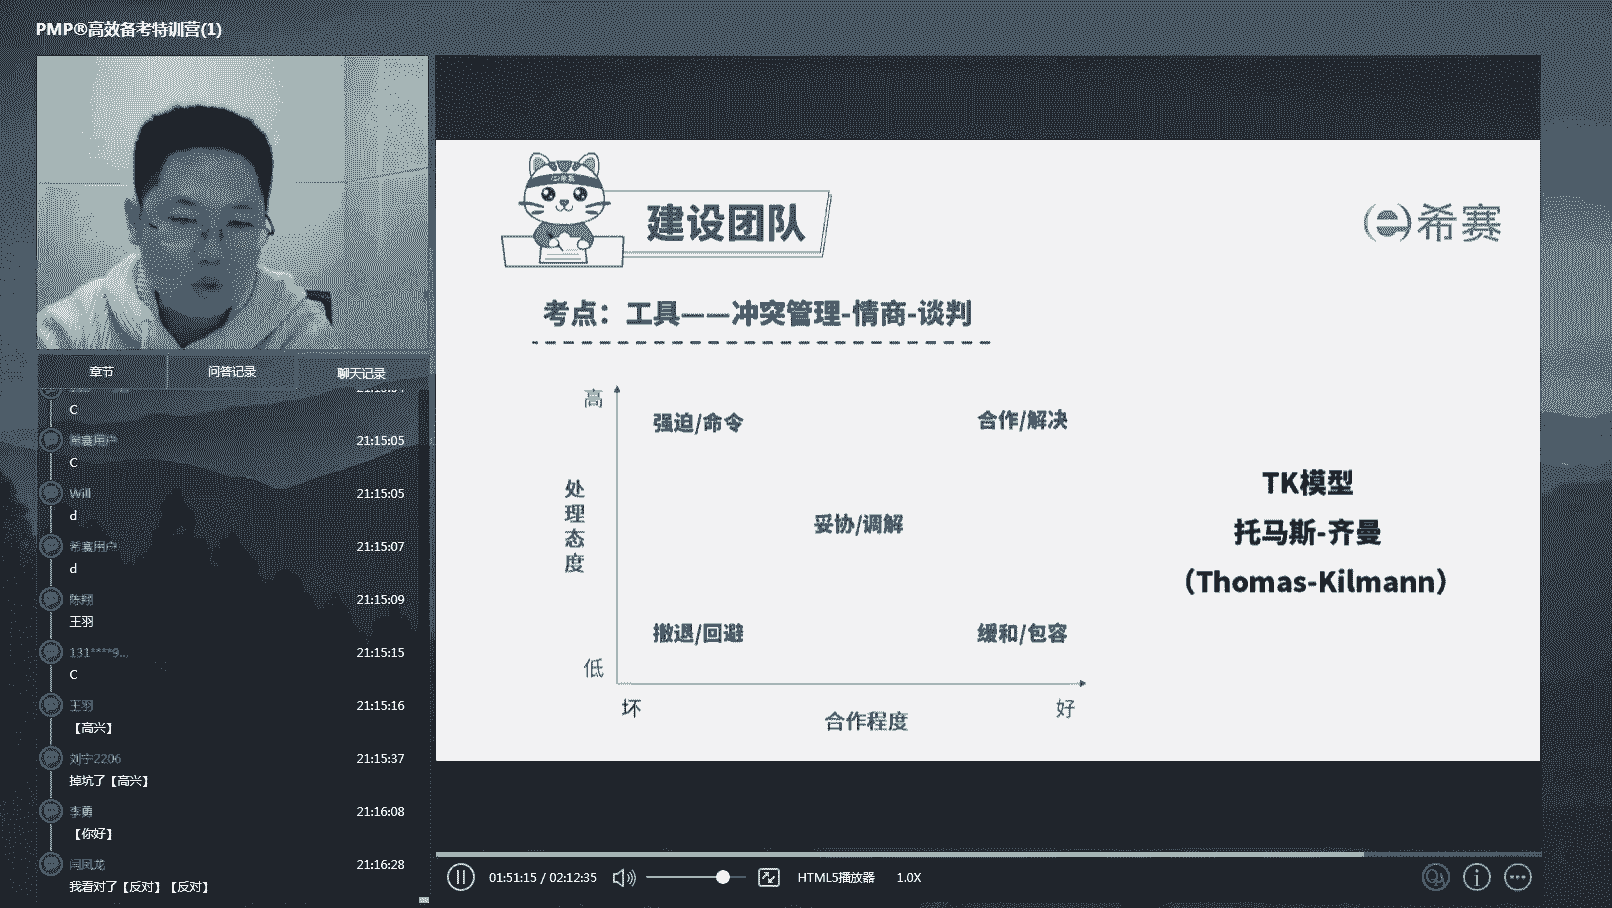 PMP®高效备考特训营(1)
章节
问答记录
聊天记录
C
希赛用户
21:15:05
C
Will
21:15:05
d
希赛用户
21:15:07
d
陈翔
21:15:09
王羽
131****9...
21:15:15
C
王羽
21:15:16
【高兴】
刘宇2206
21:15:37
掉坑了【高兴】
李勇
21:16:08
【你好】
闫凤龙
21:16:28
我看对了【反对】【反对】
建设团队
希赛
考点：工具——冲突管理-情商-谈判
高
强迫/命令
合作/解决
处理态度
妥协/调解
撤退/回避
缓和/包容
低
坏
合作程度
好
TK模型
托马斯-齐曼
（Thomas-Kilmann）
01:51:15 / 02:12:35
HTML5播放器
1.0X